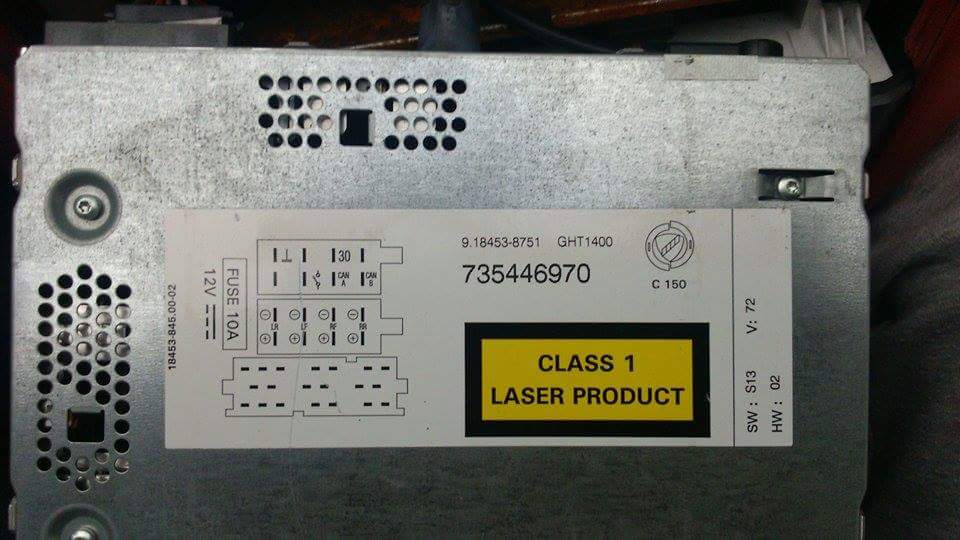 9.18453-8751 GHT1400
735446970
C 150
30
CAN A
CAN B
LR LF RF RR
FUSE 10A
12V
18453-845.00-02
CLASS 1
LASER PRODUCT
SW : S13 V: 72
HW : 02